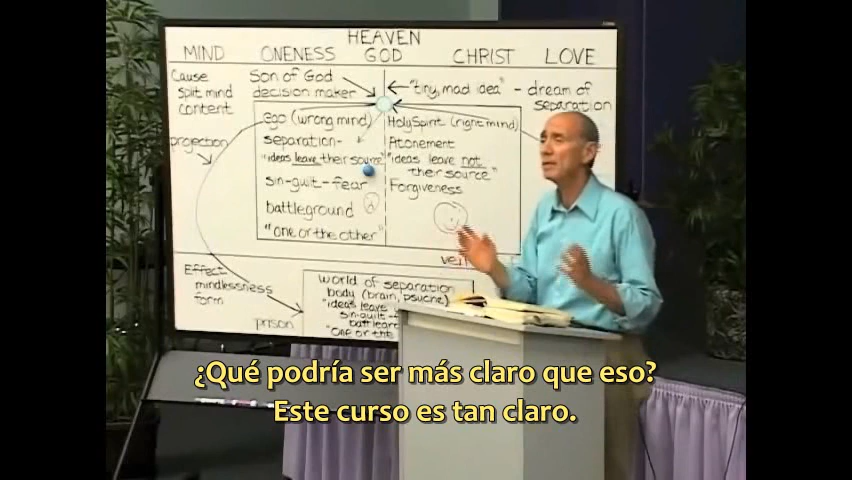 HEAVEN
MIND ONENESS GOD CHRIST LOVE
Cause
split mind
content
Son of God
decision maker
"tiny, mad idea" - dream of
separation
projection
ego (wrong mind)
separation-
"ideas leave their source"
sin-guilt-fear
battleground
"one or the other"
Holy Spirit (right mind)
Atonement
"ideas leave not
their source"
Forgiveness
veil
Effect
mindlessness
form
prison
world of separation
body (brain, psyche)
"ideas leave
sin-guilt-f
battlegro
"one or the
¿Qué podría ser más claro que eso?
Este curso es tan claro.